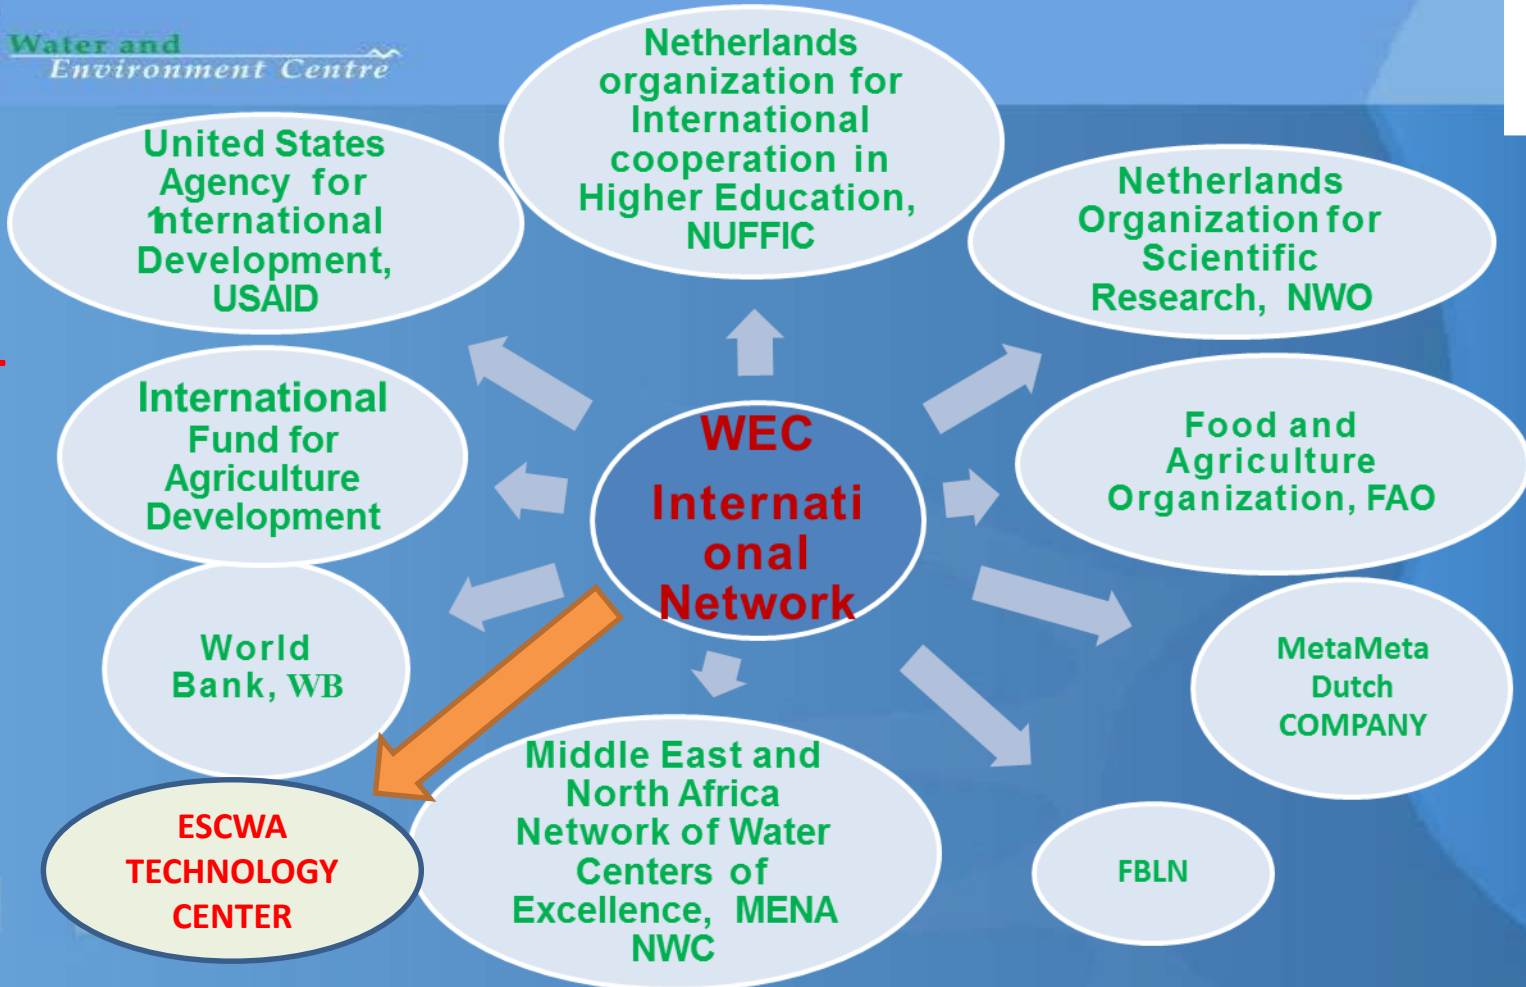 Water and
Environment Centre
Netherlands
organization for
International
cooperation in
Higher Education,
NUFFIC
United States
Agency for
1nternational
Development,
USAID
Netherlands
Organization for
Scientific
Research, NWO
International
Fund for
Agriculture
Development
WEC
Internati
onal
Network
Food and
Agriculture
Organization, FAO
World
Bank, WB
MetaMeta
Dutch
COMPANY
Middle East and
North Africa
Network of Water
Centers of
Excellence, MENA
NWC
ESCWA
TECHNOLOGY
CENTER
FBLN